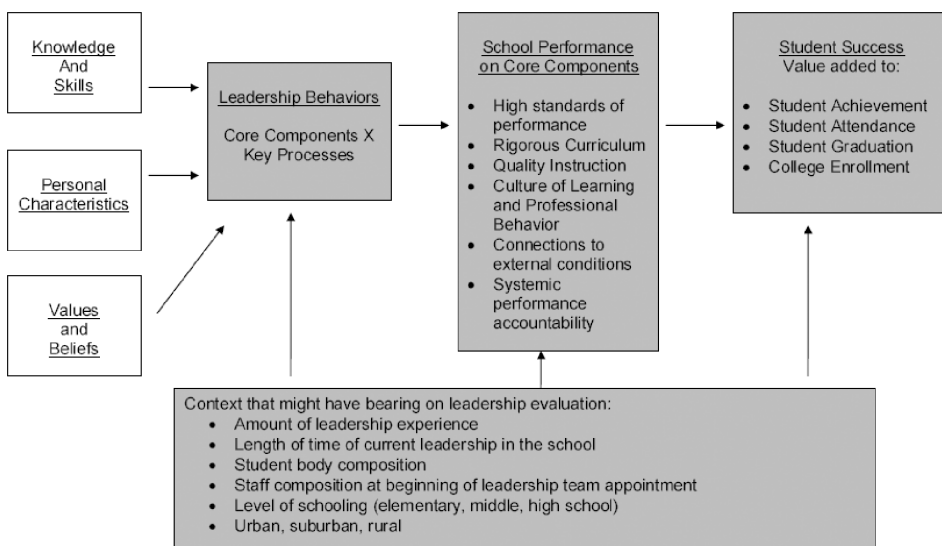 Knowledge
And
Skills
Personal
Characteristics
Values
and
Beliefs
Leadership Behaviors
Core Components X
Key Processes
School Performance
on Core Components
• High standards of
performance
• Rigorous Curriculum
• Quality Instruction
• Culture of Learning
and Professional
Behavior
• Connections to
external conditions
• Systemic
performance
accountability
Student Success
Value added to:
• Student Achievement
• Student Attendance
• Student Graduation
• College Enrollment
Context that might have bearing on leadership evaluation:
• Amount of leadership experience
• Length of time of current leadership in the school
• Student body composition
• Staff composition at beginning of leadership team appointment
• Level of schooling (elementary, middle, high school)
• Urban, suburban, rural